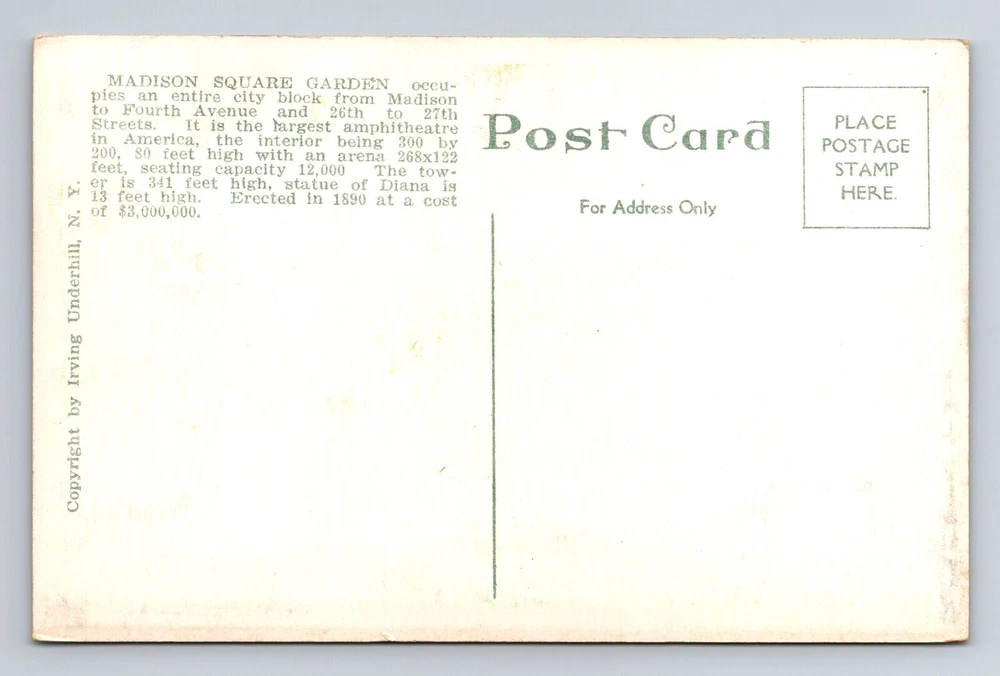 MADISON SQUARE GARDEN occu-
pies an entire city block from Madison
to Fourth Avenue and 26th to 27th
Streets. It is the largest amphitheatre
in America, the interior being 300 by
200, 80 feet high with an arena 268x122
feet, seating capacity 12,000 The tow-
er is 341 feet high, statue of Diana is
13 feet high. Erected in 1890 at a cost
of $3,000,000.
Copyright by Irving Underhill, N. Y.
Post Card
For Address Only
PLACE
POSTAGE
STAMP
HERE.